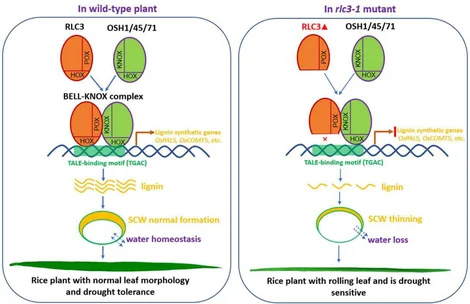 In wild-type plant
RLC3 OSH1/45/71
POX KNOX
HOX HOX
BELL-KNOX complex
POX KNOX
HOX HOX
Lignin synthetic genes
OsPAL5, OsCOMT5, etc.
TALE-binding motif (TGAC)
lignin
SCW normal formation
water homeostasis
Rice plant with normal leaf morphology
and drought tolerance
In rlc3-1 mutant
RLC3▲ OSH1/45/71
POX KNOX
HOX
POX KNOX
HOX
×
Lignin synthetic genes
OsPAL5, OsCOMT5, etc.
TALE-binding motif (TGAC)
lignin
SCW thinning
water loss
Rice plant with rolling leaf and is drought
sensitive